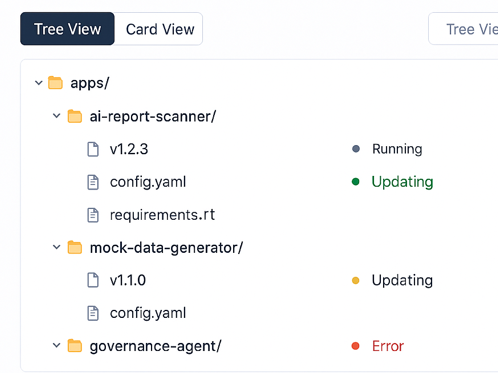 Tree View Card View Tree Vie
apps/
ai-report-scanner/
v1.2.3 Running
config.yaml Updating
requirements.rt
mock-data-generator/
v1.1.0 Updating
config.yaml
governance-agent/ Error